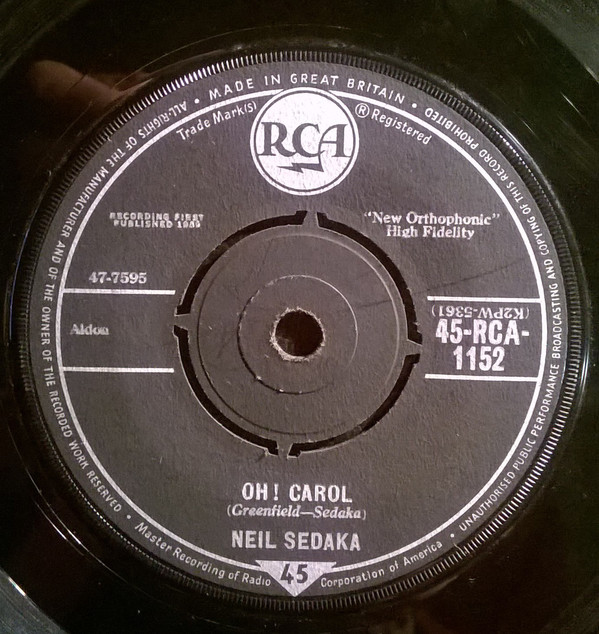 • MADE IN GREAT BRITAIN •
ALL RIGHTS OF THE MANUFACTURER AND OF THE OWNER OF THE RECORDED WORK RESERVED •
UNAUTHORISED PUBLIC PERFORMANCE BROADCASTING AND COPYING OF THIS RECORD PROHIBITED
Trade Mark(s)
RCA
® Registered
RECORDING FIRST
PUBLISHED 1959
"New Orthophonic"
High Fidelity
47-7595
Aldon
(K2PW-5361)
45-RCA-
1152
OH! CAROL
(Greenfield—Sedaka)
NEIL SEDAKA
Master Recording of Radio Corporation of America •
45